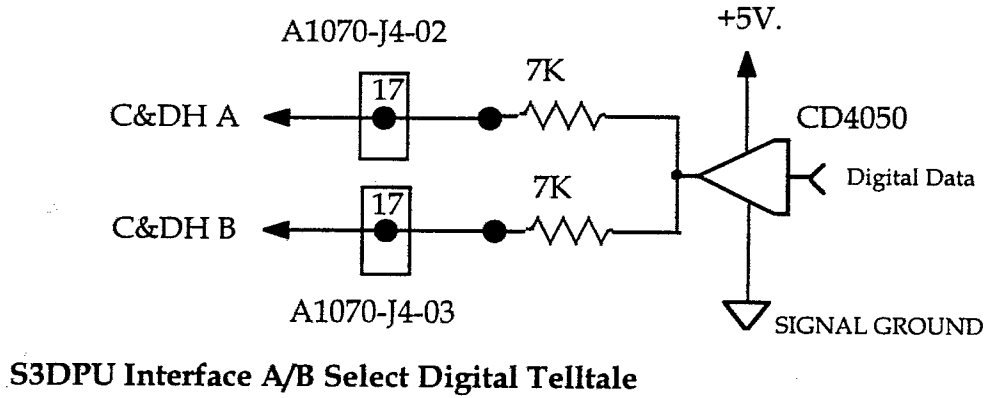 +5V.
A1070-J4-02
7K
17
C&DH A
CD4050
Digital Data
7K
17
C&DH B
A1070-J4-03
SIGNAL GROUND
S3DPU Interface A/B Select Digital Telltale